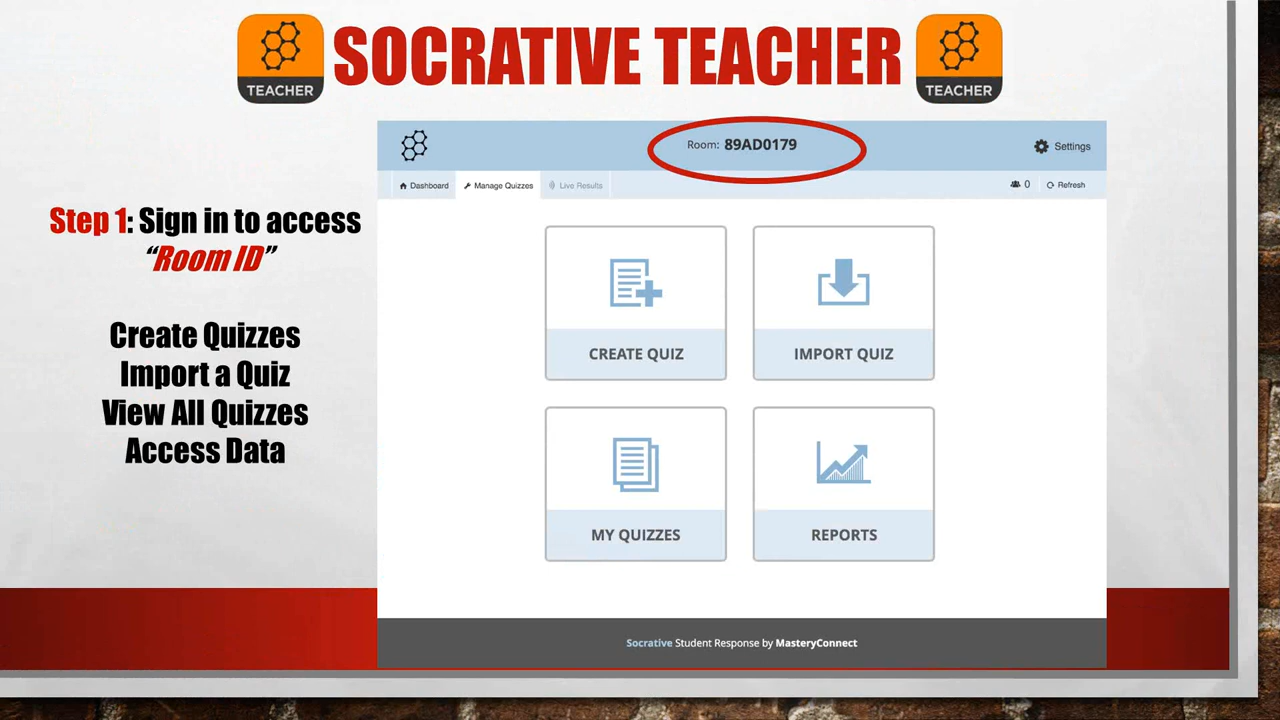 TEACHER
SOCRATIVE TEACHER
TEACHER
Step 1: Sign in to access
“Room ID”
Create Quizzes
Import a Quiz
View All Quizzes
Access Data
Room: 89AD0179
Settings
Dashboard
Manage Quizzes
Live Results
0
Refresh
CREATE QUIZ
IMPORT QUIZ
MY QUIZZES
REPORTS
Socrative Student Response by MasteryConnect